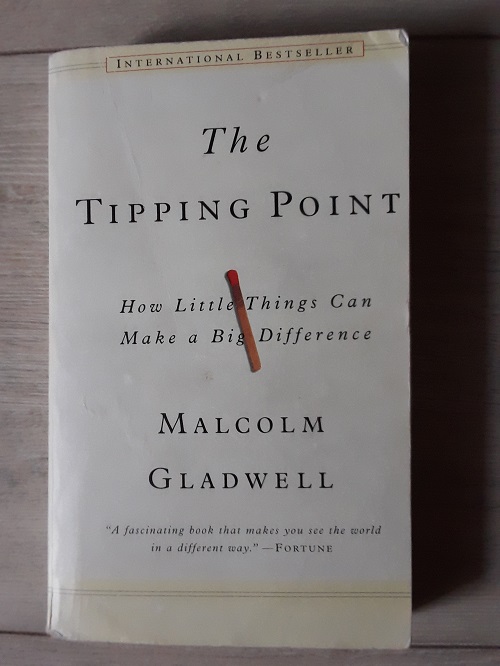 INTERNATIONAL BESTSELLER
The
TIPPING POINT
How Little Things Can
Make a Big Difference
MALCOLM
GLADWELL
“A fascinating book that makes you see the world
in a different way.” —FORTUNE